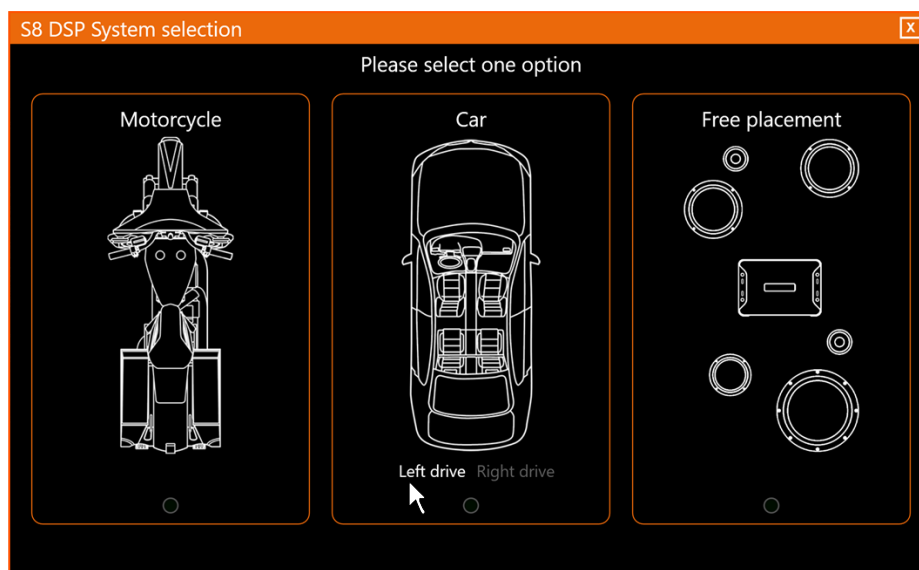 S8 DSP System selection
X
Please select one option
Motorcycle
Car
Free placement
Left drive Right drive